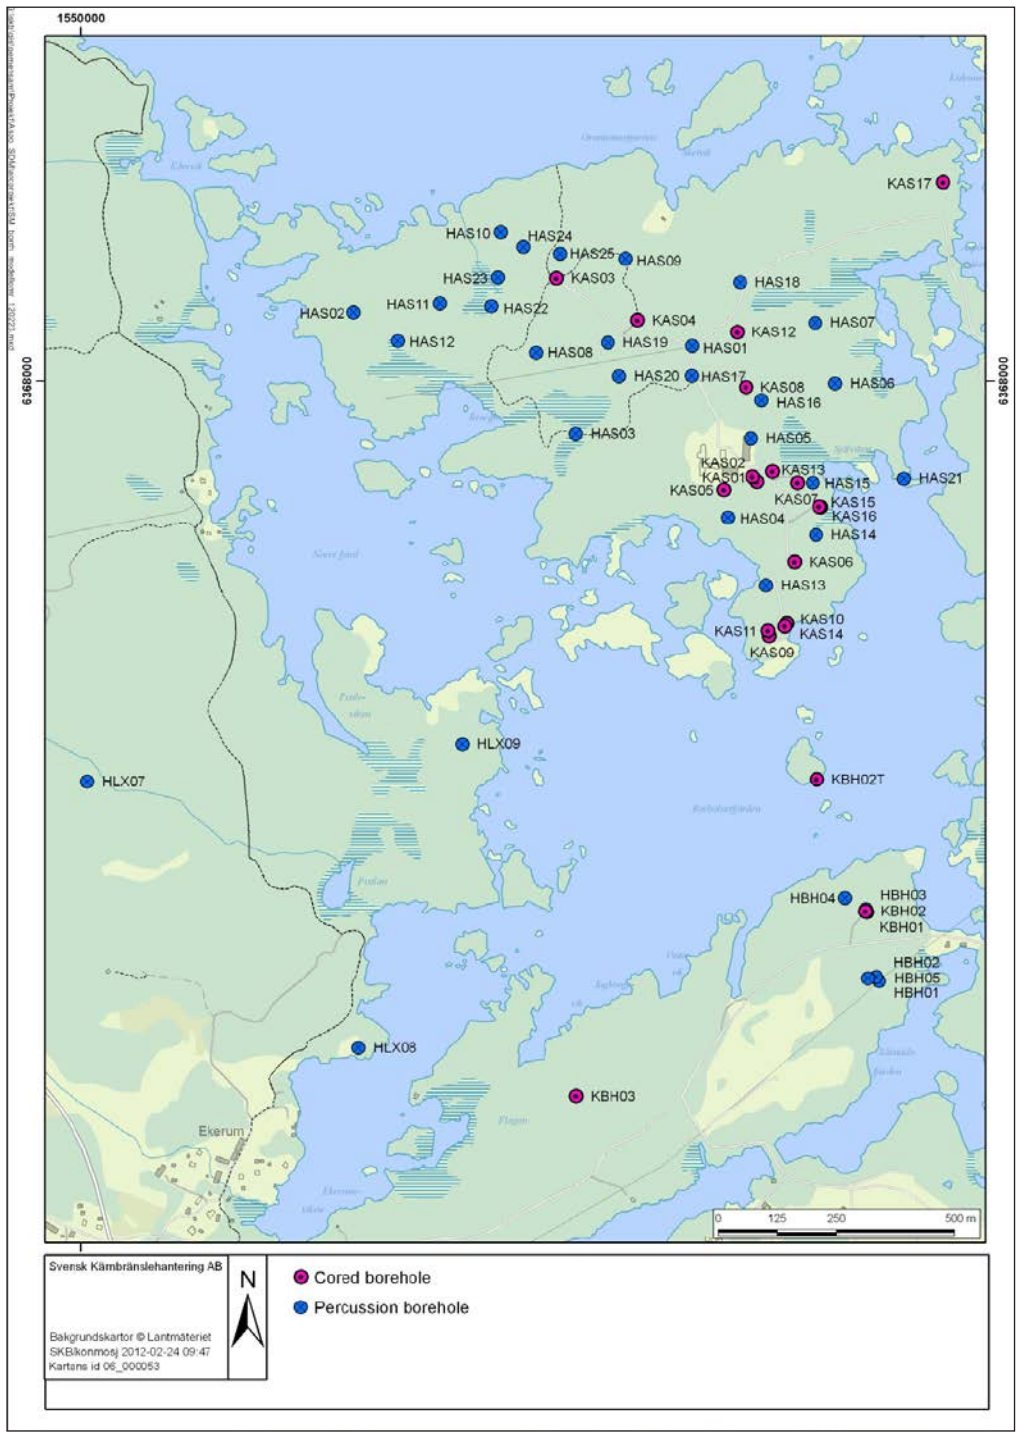 1550000
6368000
6368000
KAS17
HAS10
HAS24
HAS25
HAS09
HAS23
KAS03
HAS18
HAS11
HAS22
HAS02
KAS04
HAS07
KAS12
HAS12
HAS19
HAS01
HAS08
HAS20
HAS17
HAS06
KAS08
HAS16
HAS03
HAS05
KAS02
KAS13
KAS01
HAS21
HAS15
KAS05
KAS07
KAS15
KAS16
HAS04
HAS14
KAS06
HAS13
KAS10
KAS11
KAS14
KAS09
HLX09
HLX07
KBH02T
HBH04
HBH03
KBH02
KBH01
HBH02
HBH05
HBH01
HLX08
KBH03
Ekerum
0 125 250 500 m
Svensk Kärnbränslehantering AB
Bakgrundskartor © Lantmäteriet
SKB/konmosj 2012-02-24 09:47
Kartans id 06_000053
N
Cored borehole
Percussion borehole